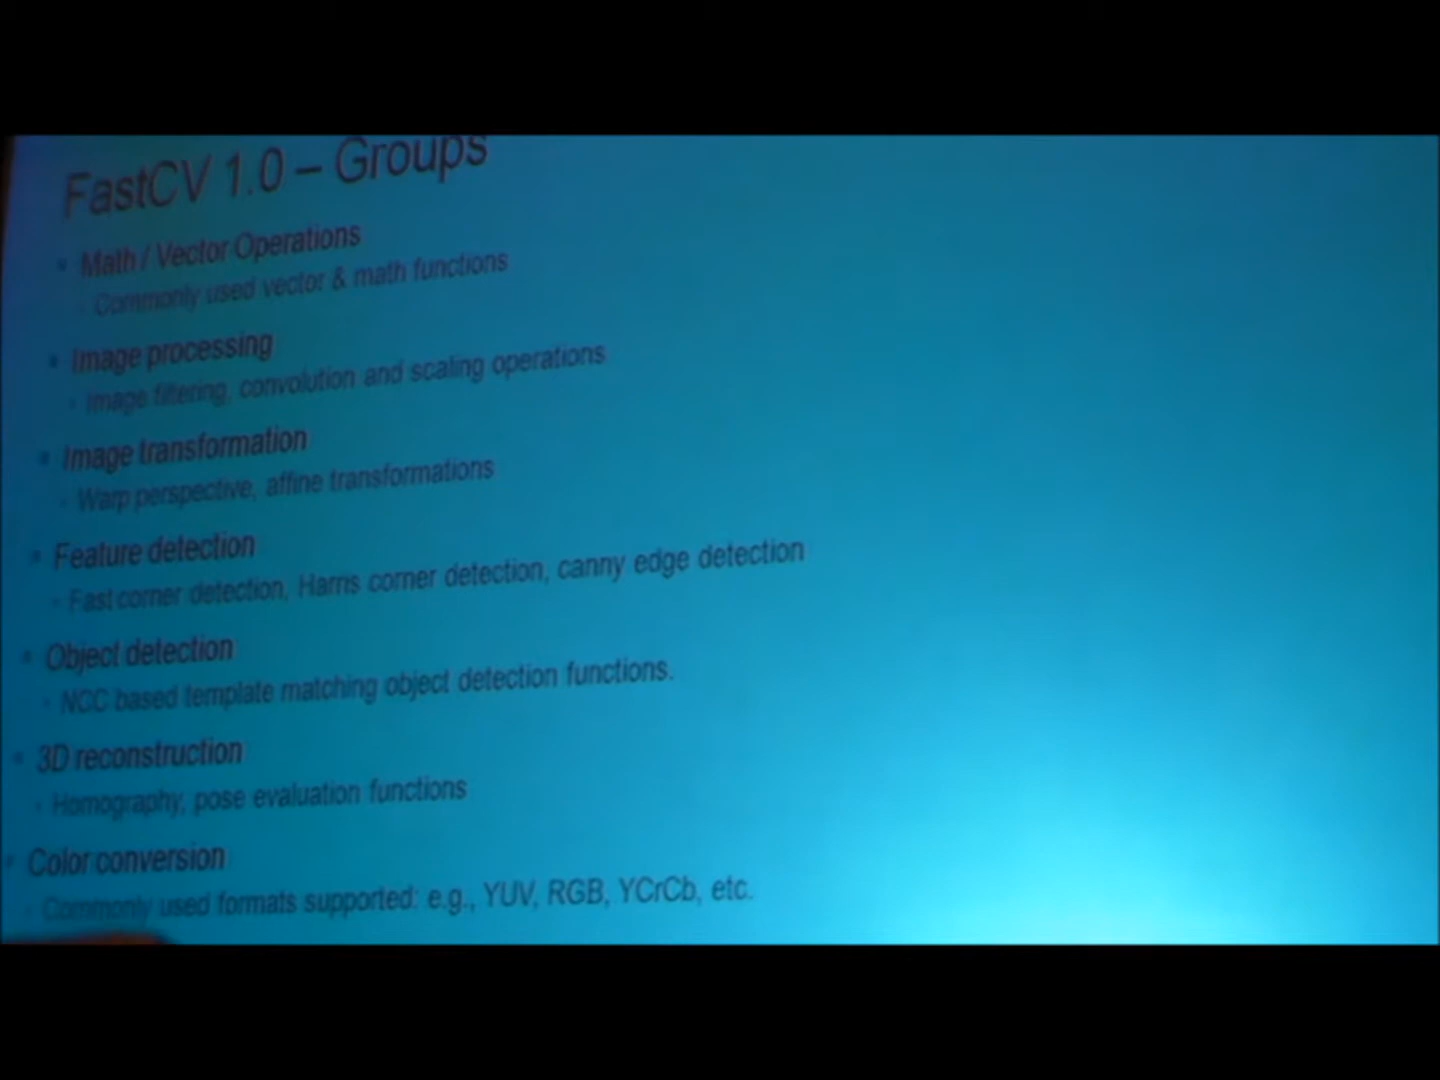 FastCV 1.0 – Groups
Math / Vector Operations
Commonly used vector & math functions
Image processing
Image filtering, convolution and scaling operations
Image transformation
Warp perspective, affine transformations
Feature detection
Fast corner detection, Harris corner detection, canny edge detection
Object detection
NCC based template matching object detection functions.
3D reconstruction
Homography, pose evaluation functions
Color conversion
Commonly used formats supported: e.g., YUV, RGB, YCrCb, etc.